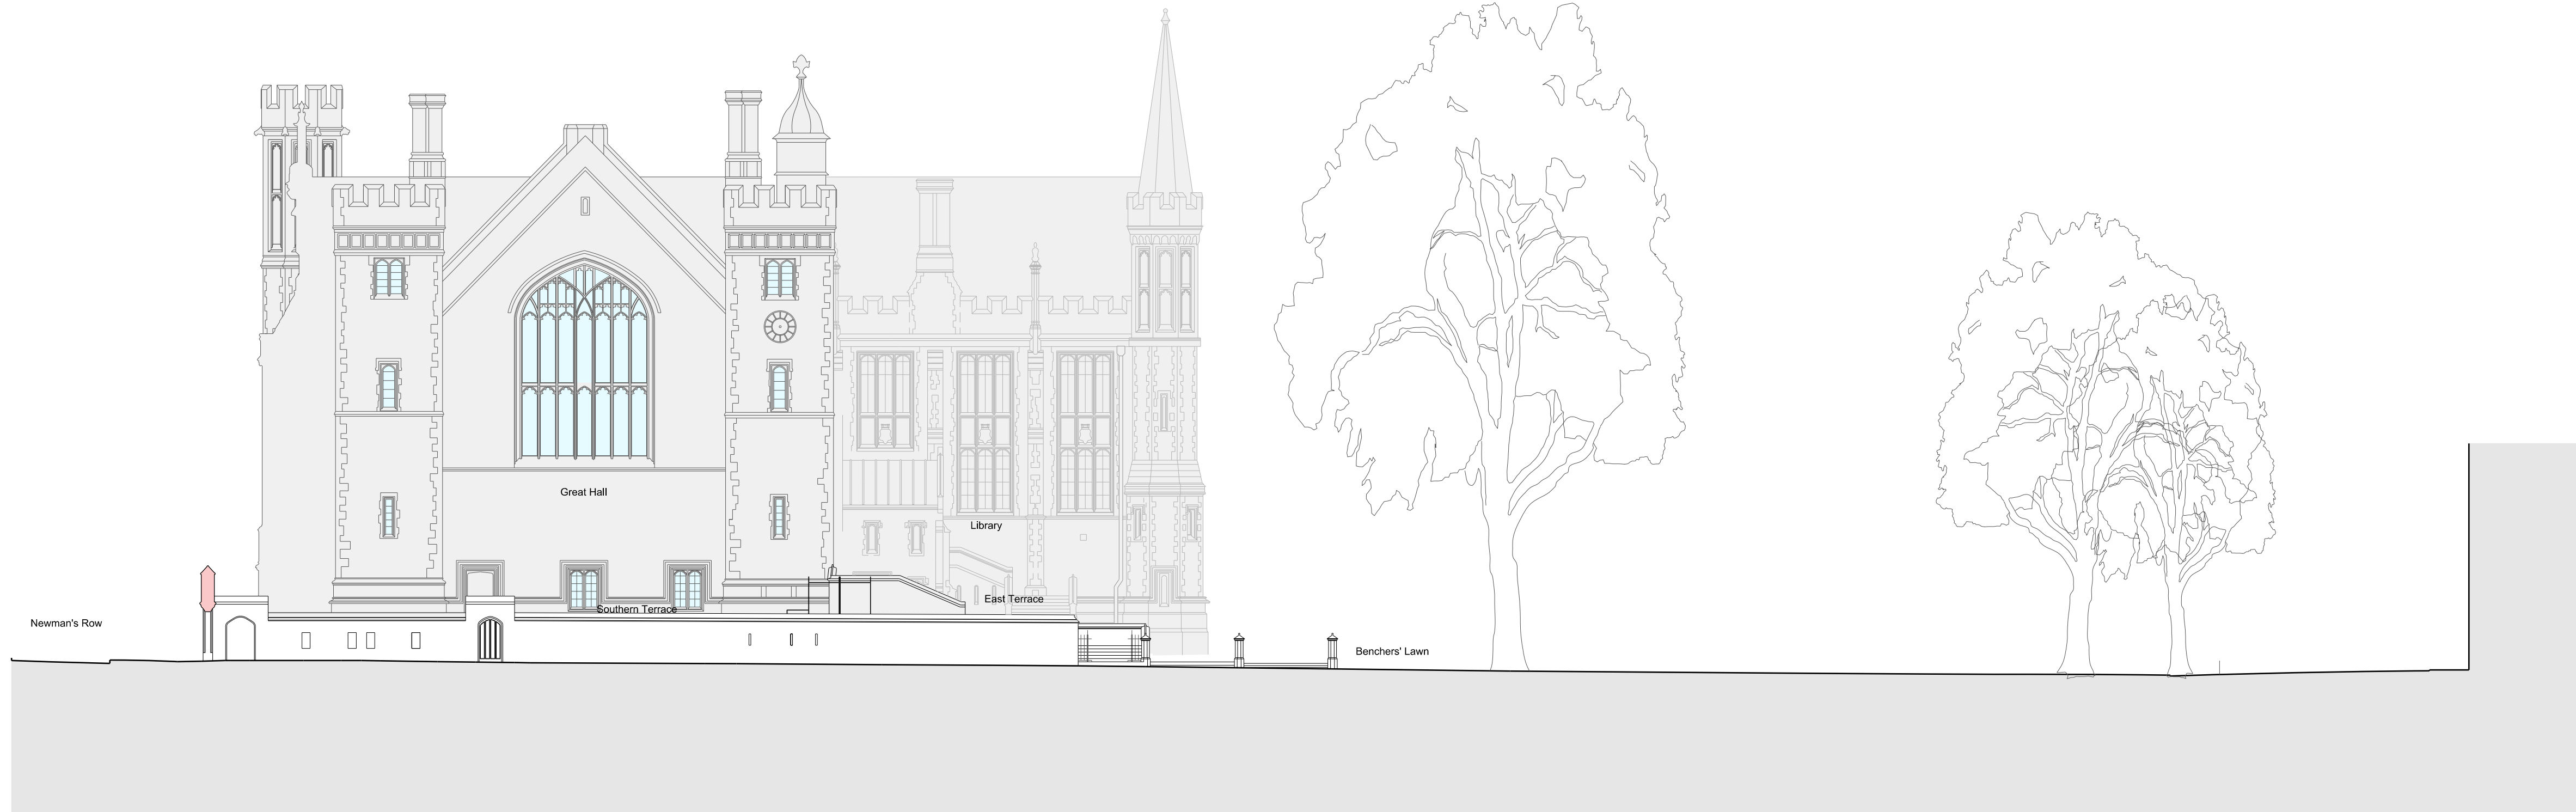 Great Hall
Library
East Terrace
Southern Terrace
Newman's Row
Benchers' Lawn